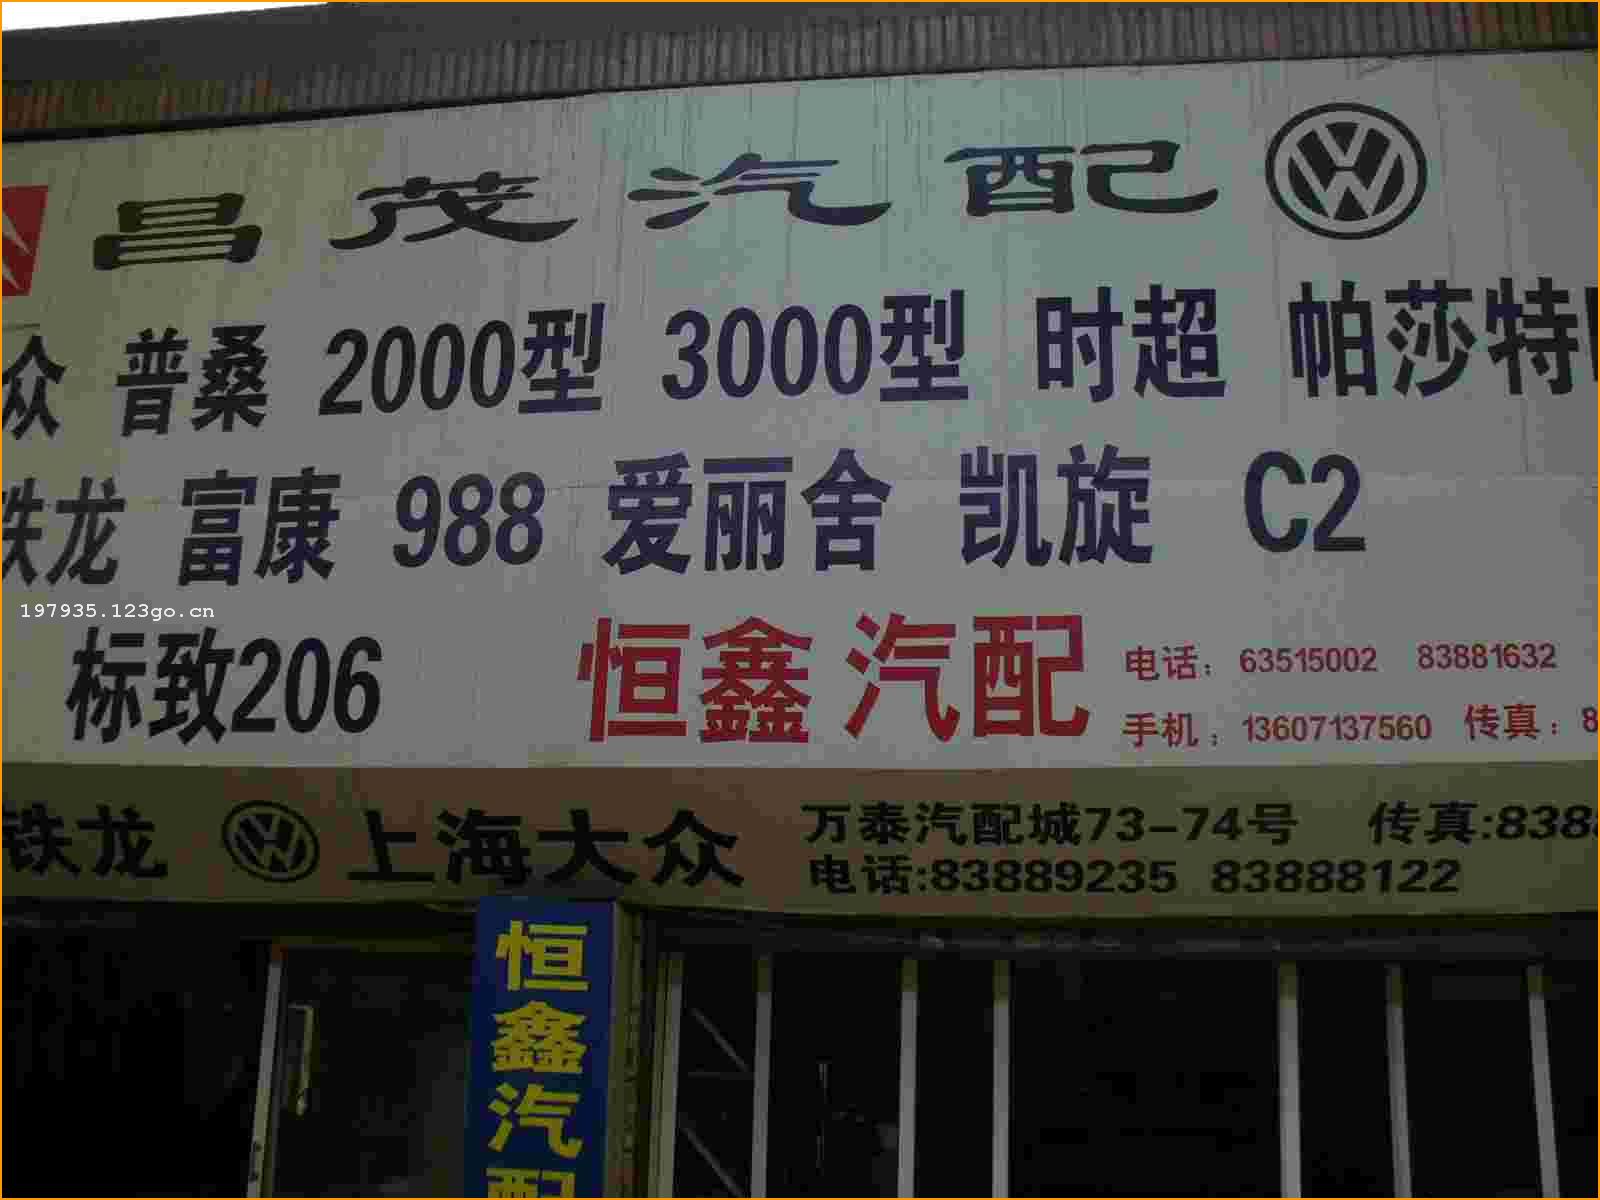 昌茂汽配
众 普桑 2000型 3000型 时超 帕莎特
铁龙 富康 988 爱丽舍 凯旋 C2
197935.123go.cn
标致206
恒鑫汽配
电话: 63515002 83881632
手机: 13607137560 传真: 8
铁龙 上海大众
万泰汽配城73-74号 传真:838
电话:83889235 83888122
恒鑫汽配